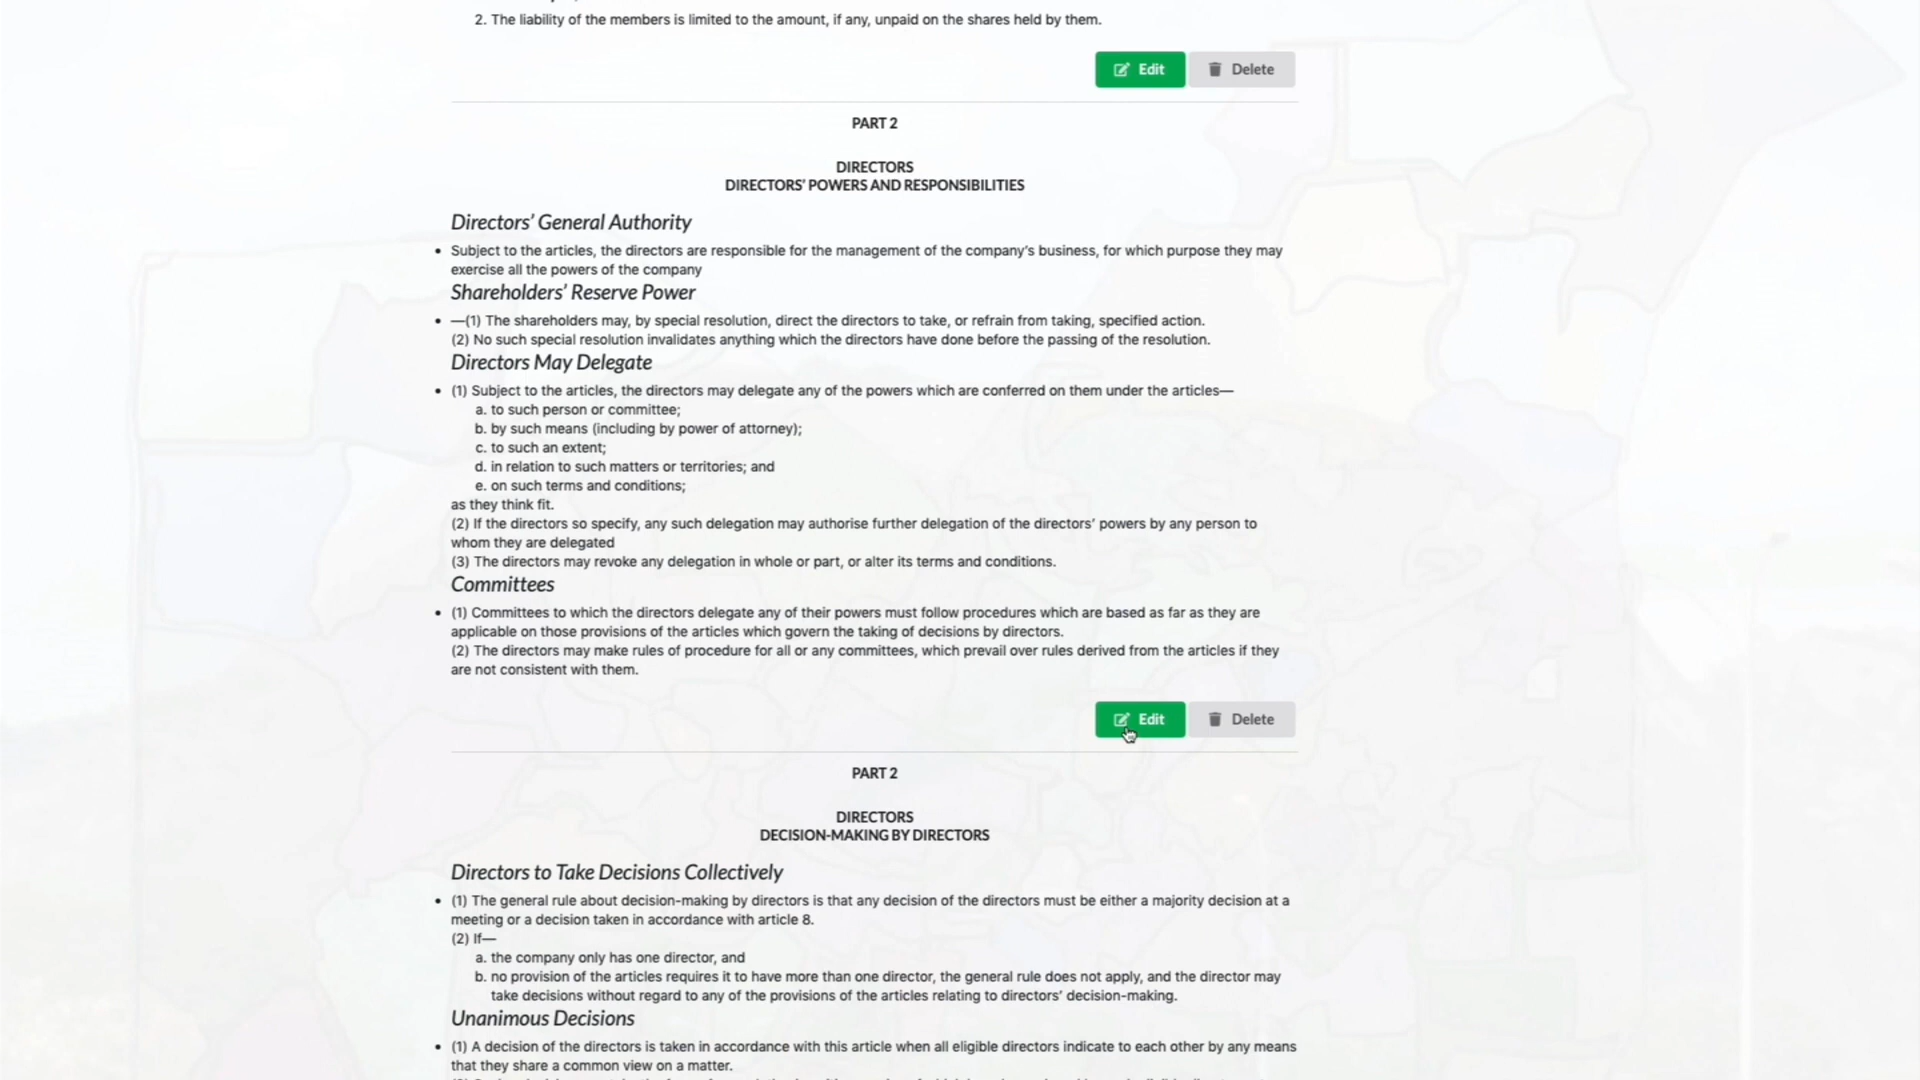 2. The liability of the members is limited to the amount, if any, unpaid on the shares held by them.
Edit
Delete
PART 2
DIRECTORS
DIRECTORS' POWERS AND RESPONSIBILITIES
Directors' General Authority
• Subject to the articles, the directors are responsible for the management of the company's business, for which purpose they may
exercise all the powers of the company
Shareholders' Reserve Power
• —(1) The shareholders may, by special resolution, direct the directors to take, or refrain from taking, specified action.
(2) No such special resolution invalidates anything which the directors have done before the passing of the resolution.
Directors May Delegate
• (1) Subject to the articles, the directors may delegate any of the powers which are conferred on them under the articles—
a. to such person or committee;
b. by such means (including by power of attorney);
c. to such an extent;
d. in relation to such matters or territories; and
e. on such terms and conditions;
as they think fit.
(2) If the directors so specify, any such delegation may authorise further delegation of the directors' powers by any person to
whom they are delegated
(3) The directors may revoke any delegation in whole or part, or alter its terms and conditions.
Committees
• (1) Committees to which the directors delegate any of their powers must follow procedures which are based as far as they are
applicable on those provisions of the articles which govern the taking of decisions by directors.
(2) The directors may make rules of procedure for all or any committees, which prevail over rules derived from the articles if they
are not consistent with them.
Edit
Delete
PART 2
DIRECTORS
DECISION-MAKING BY DIRECTORS
Directors to Take Decisions Collectively
• (1) The general rule about decision-making by directors is that any decision of the directors must be either a majority decision at a
meeting or a decision taken in accordance with article 8.
(2) If—
a. the company only has one director, and
b. no provision of the articles requires it to have more than one director, the general rule does not apply, and the director may
take decisions without regard to any of the provisions of the articles relating to directors' decision-making.
Unanimous Decisions
• (1) A decision of the directors is taken in accordance with this article when all eligible directors indicate to each other by any means
that they share a common view on a matter.